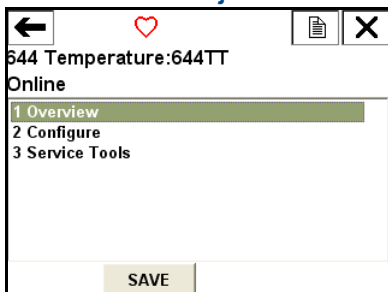 644 Temperature:644TT
Online
1 Overview
2 Configure
3 Service Tools
SAVE